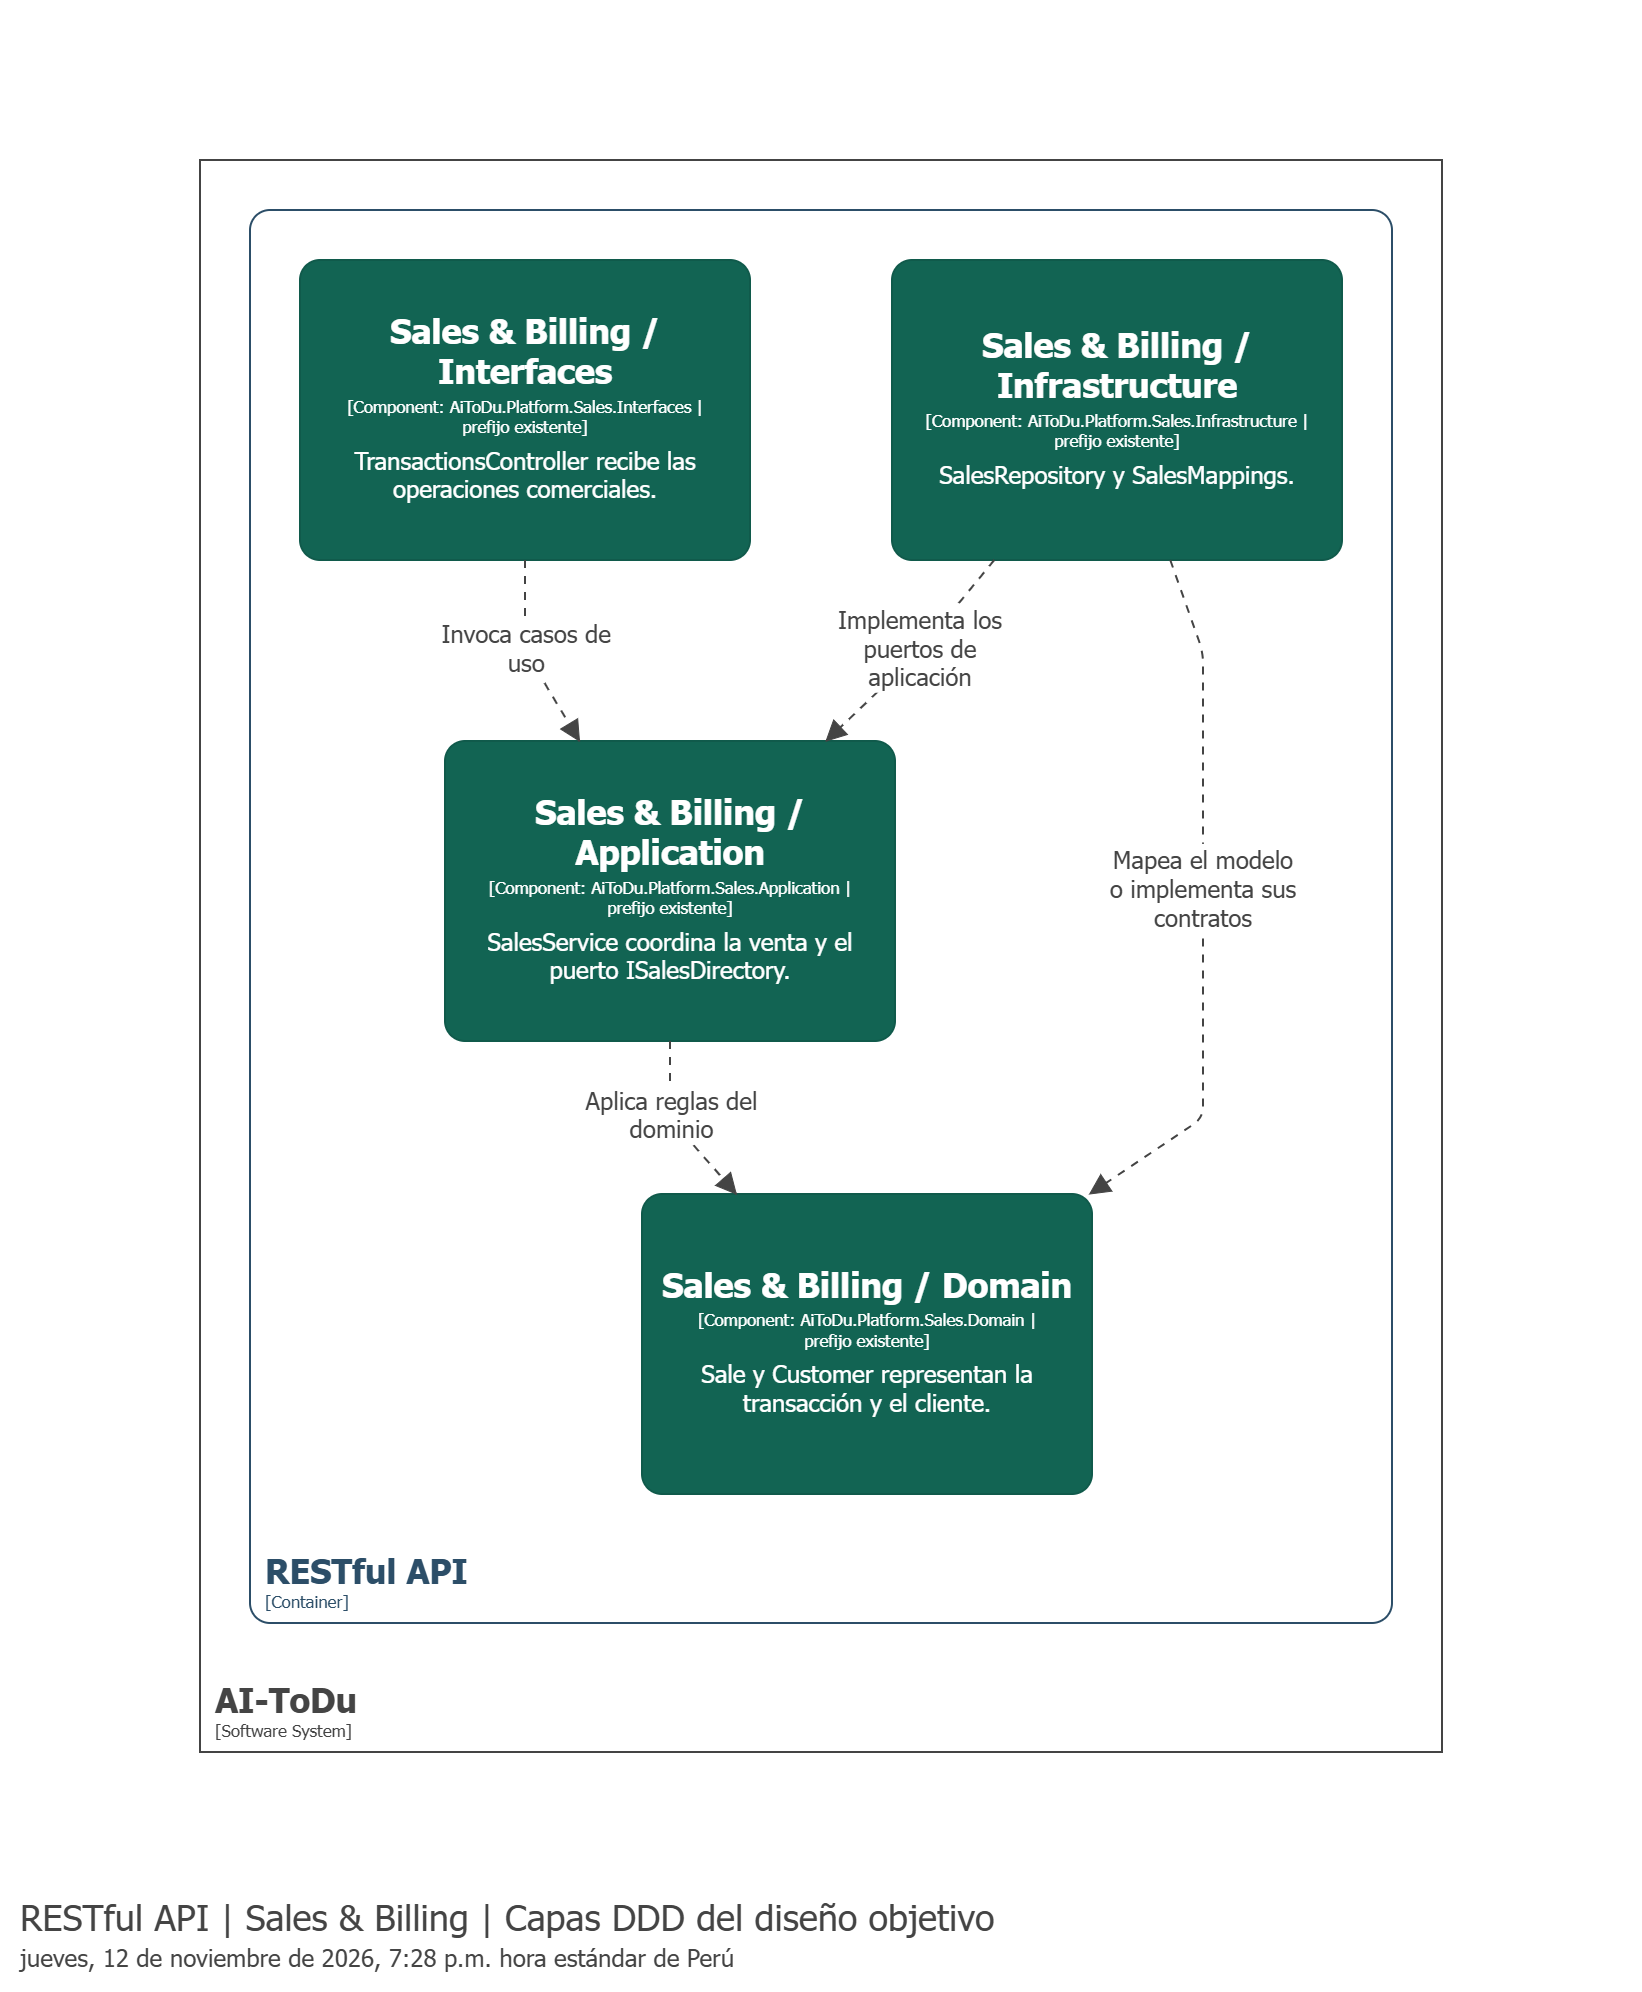 Sales & Billing /
Interfaces
[Component: AiToDu.Platform.Sales.Interfaces |
prefijo existente]
TransactionsController recibe las
operaciones comerciales.
Sales & Billing /
Infrastructure
[Component: AiToDu.Platform.Sales.Infrastructure |
prefijo existente]
SalesRepository y SalesMappings.
Invoca casos de
uso
Implementa los
puertos de
aplicación
Sales & Billing /
Application
[Component: AiToDu.Platform.Sales.Application |
prefijo existente]
SalesService coordina la venta y el
puerto ISalesDirectory.
Mapea el modelo
o implementa sus
contratos
Aplica reglas del
dominio
Sales & Billing / Domain
[Component: AiToDu.Platform.Sales.Domain |
prefijo existente]
Sale y Customer representan la
transacción y el cliente.
RESTful API
[Container]
AI-ToDu
[Software System]
RESTful API | Sales & Billing | Capas DDD del diseño objetivo
jueves, 12 de noviembre de 2026, 7:28 p.m. hora estándar de Perú